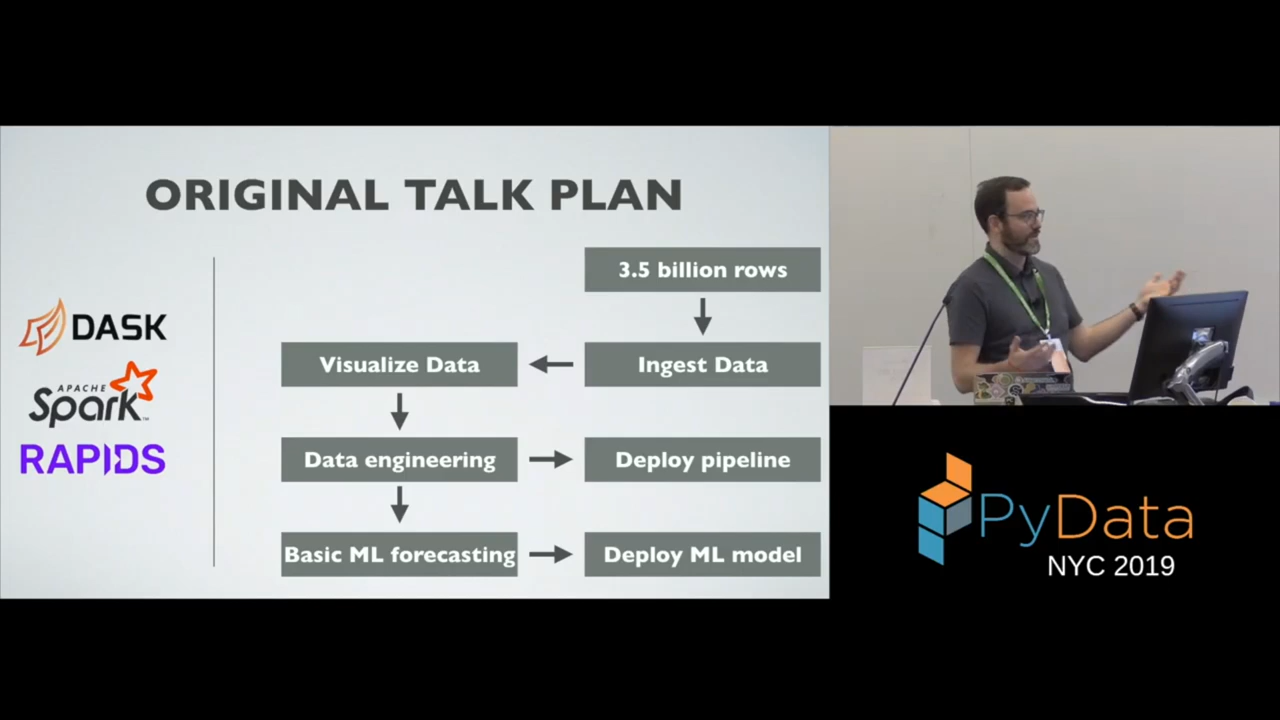 ORIGINAL TALK PLAN
DASK
APACHE
Spark™
RAPIDS
3.5 billion rows
Visualize Data
Ingest Data
Data engineering
Deploy pipeline
Basic ML forecasting
Deploy ML model
PyData
NYC 2019